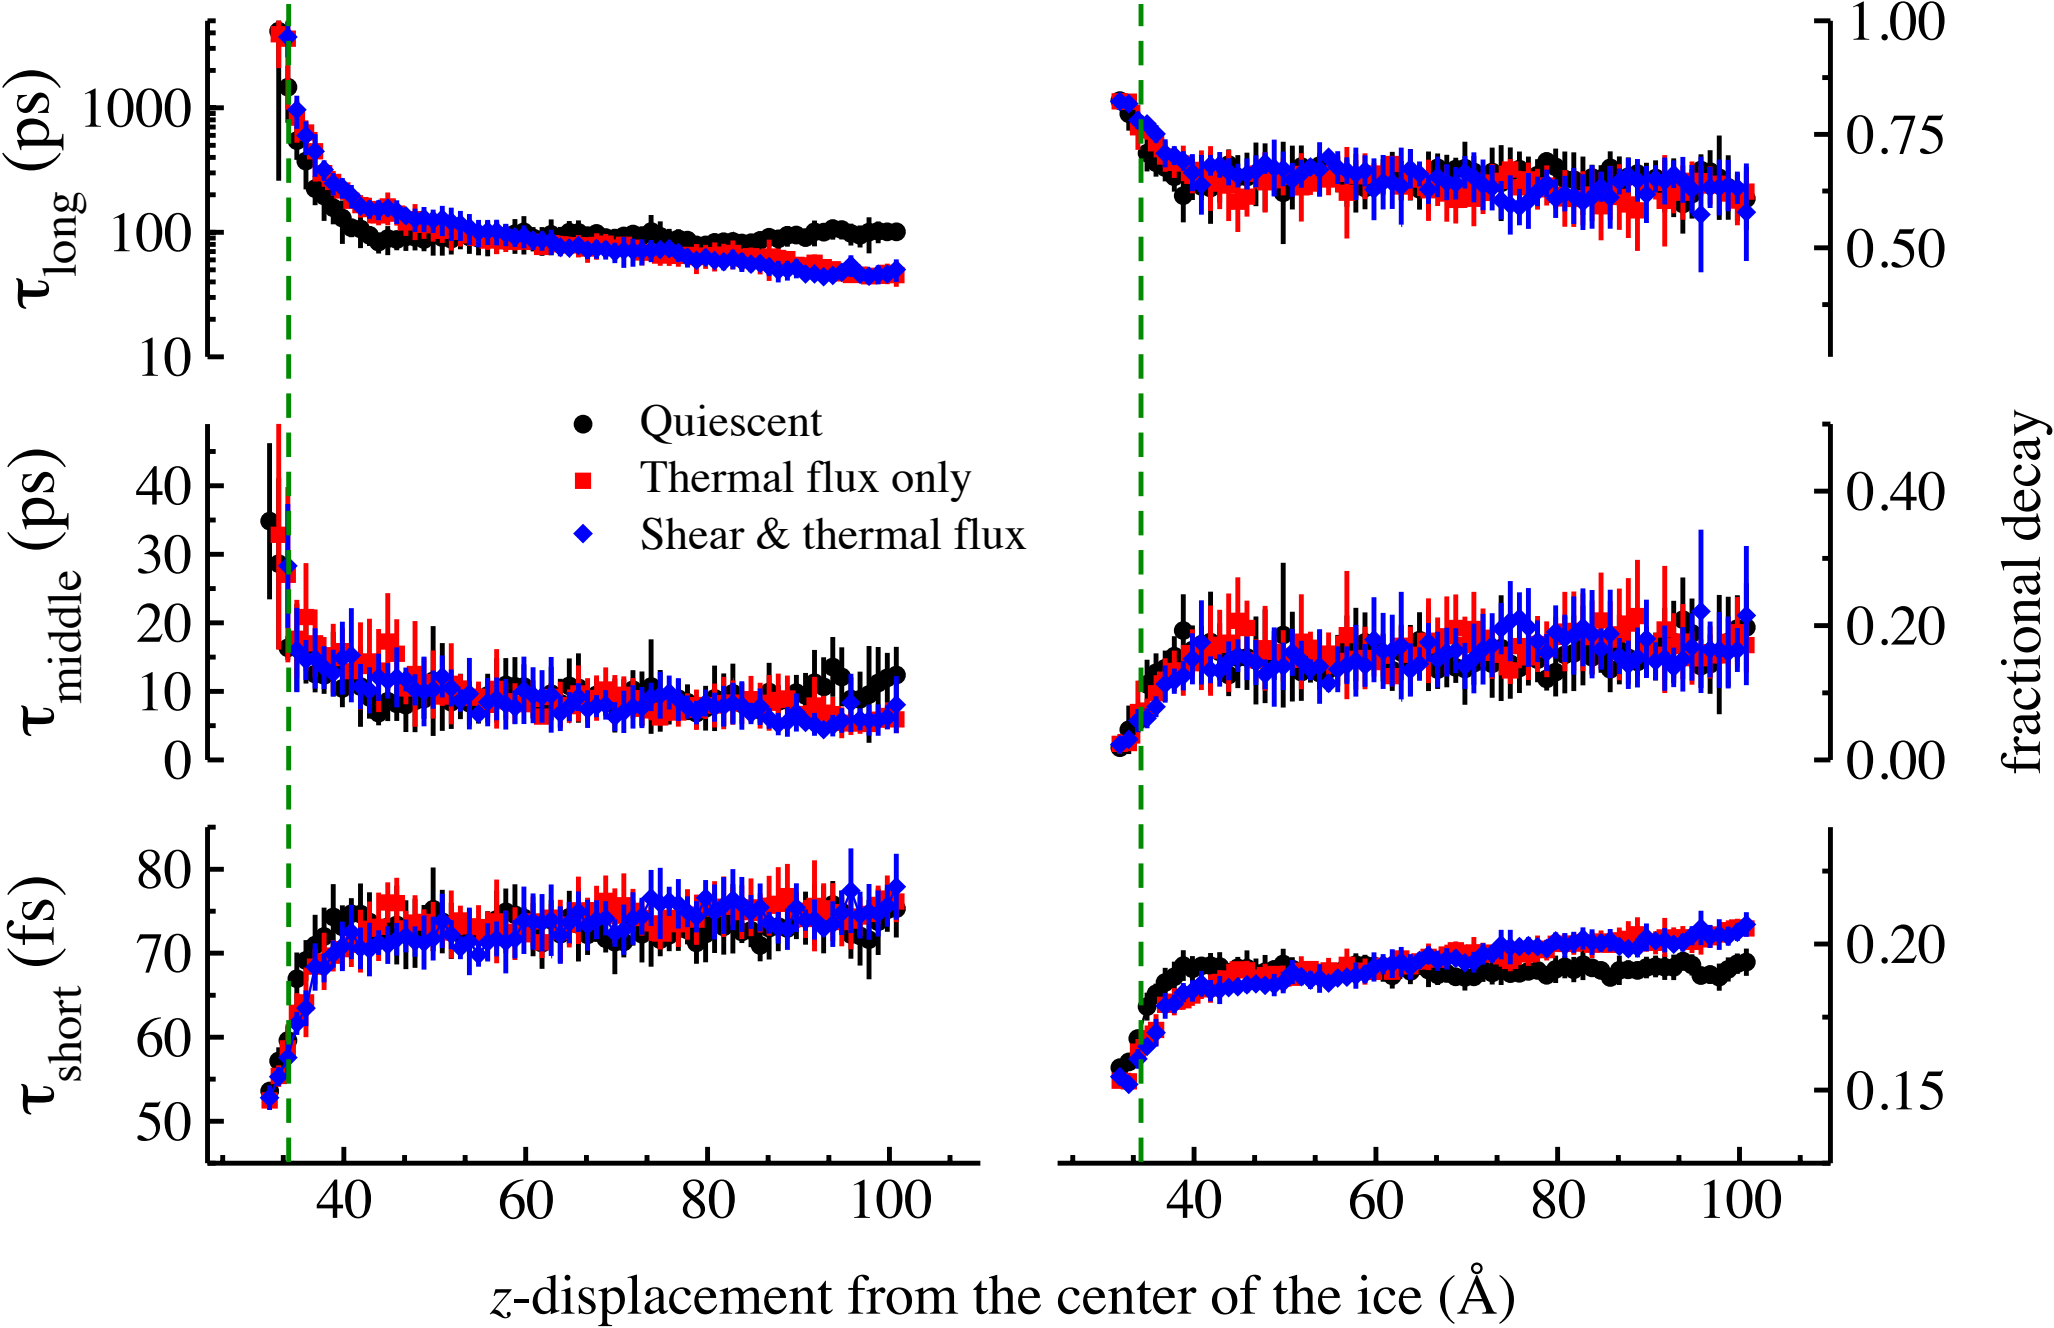 τlong (ps)
1000
100
10
1.00
0.75
0.50
τmiddle (ps)
40
30
20
10
0
Quiescent
Thermal flux only
Shear & thermal flux
0.40
0.20
0.00
fractional decay
τshort (fs)
80
70
60
50
0.20
0.15
40 60 80 100
40 60 80 100
z-displacement from the center of the ice (Å)